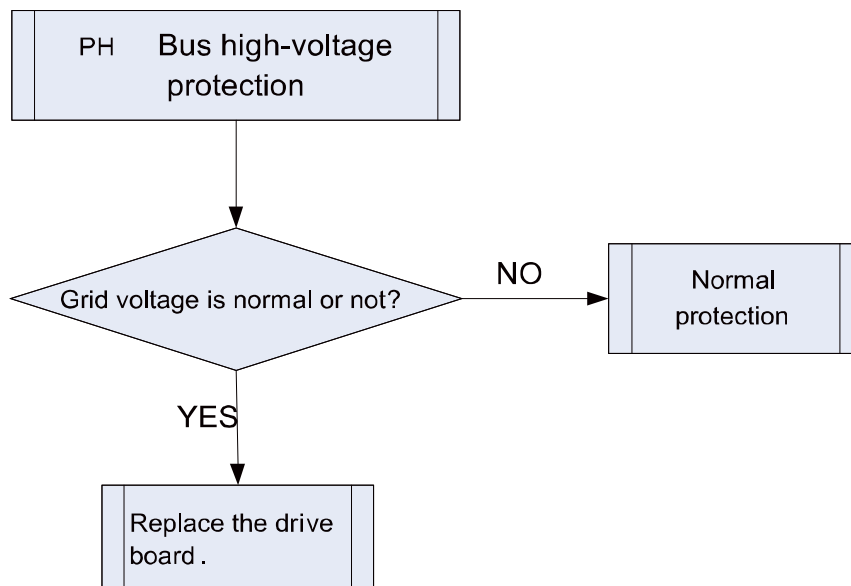 PH Bus high-voltage
protection
Grid voltage is normal or not?
NO
Normal
protection
YES
Replace the drive
board.